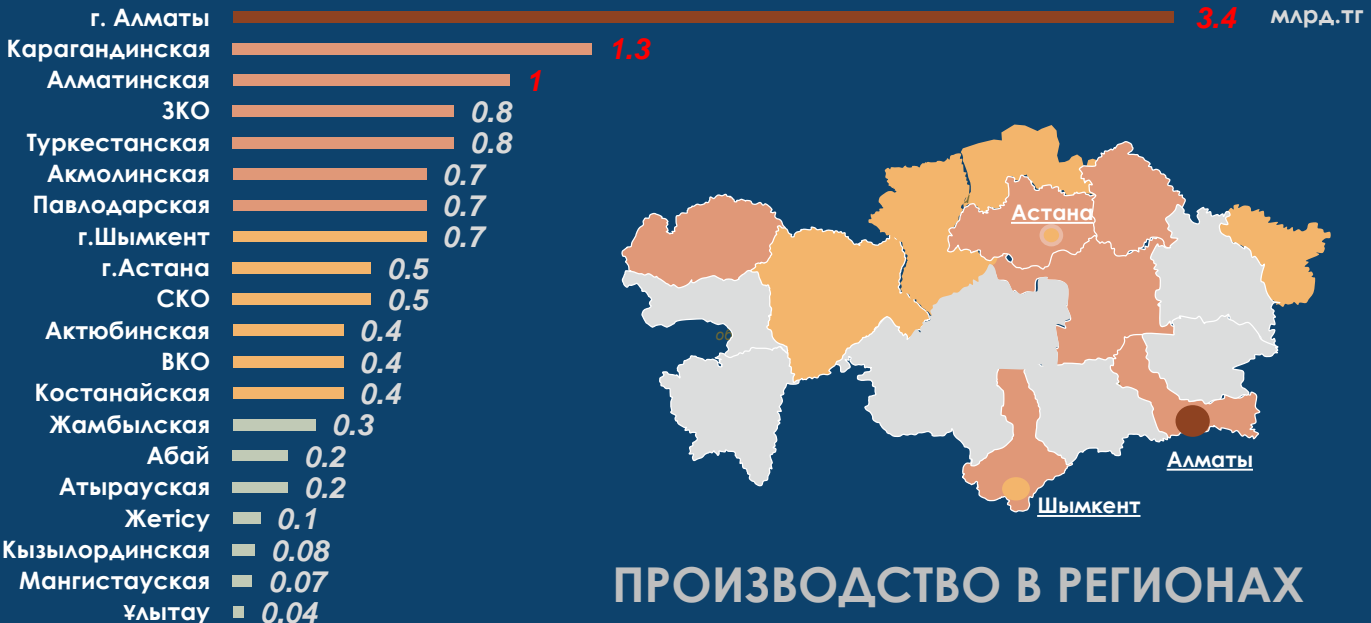 г. Алматы 3.4 млрд.тг
Карагандинская 1.3
Алматинская 1
ЗКО 0.8
Туркестанская 0.8
Акмолинская 0.7
Павлодарская 0.7
г.Шымкент 0.7
г.Астана 0.5
СКО 0.5
Актюбинская 0.4
ВКО 0.4
Костанайская 0.4
Жамбылская 0.3
Абай 0.2
Атырауская 0.2
Жетісу 0.1
Кызылординская 0.08
Мангистауская 0.07
Ұлытау 0.04
Астана
Алматы
Шымкент
ПРОИЗВОДСТВО В РЕГИОНАХ